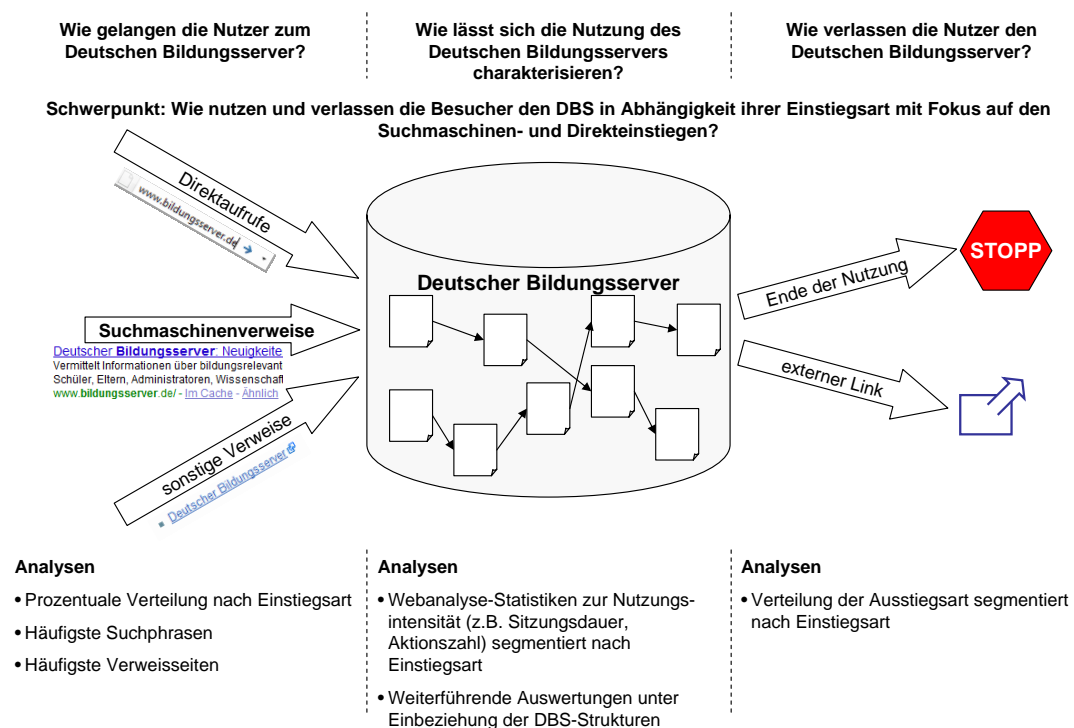 Wie gelangen die Nutzer zum
Deutschen Bildungsserver?
Wie lässt sich die Nutzung des
Deutschen Bildungsservers
charakterisieren?
Wie verlassen die Nutzer den
Deutschen Bildungsserver?
Schwerpunkt: Wie nutzen und verlassen die Besucher den DBS in Abhängigkeit ihrer Einstiegsart mit Fokus auf den
Suchmaschinen- und Direkteinstiegen?
Direktaufrufe
www.bildungsserver.de
Suchmaschinenverweise
Deutscher Bildungsserver: Neuigkeite
Vermittelt Informationen über bildungsrelevant
Schüler, Eltern, Administratoren, Wissenschaf
www.bildungsserver.de/ - Im Cache - Ähnlich
sonstige Verweise
Deutscher Bildungsserver
Deutscher Bildungsserver
Ende der Nutzung
STOPP
externer Link
Analysen
• Prozentuale Verteilung nach Einstiegsart
• Häufigste Suchphrasen
• Häufigste Verweisseiten
Analysen
• Webanalyse-Statistiken zur Nutzungs-
intensität (z.B. Sitzungsdauer,
Aktionszahl) segmentiert nach
Einstiegsart
• Weiterführende Auswertungen unter
Einbeziehung der DBS-Strukturen
Analysen
• Verteilung der Ausstiegsart segmentiert
nach Einstiegsart